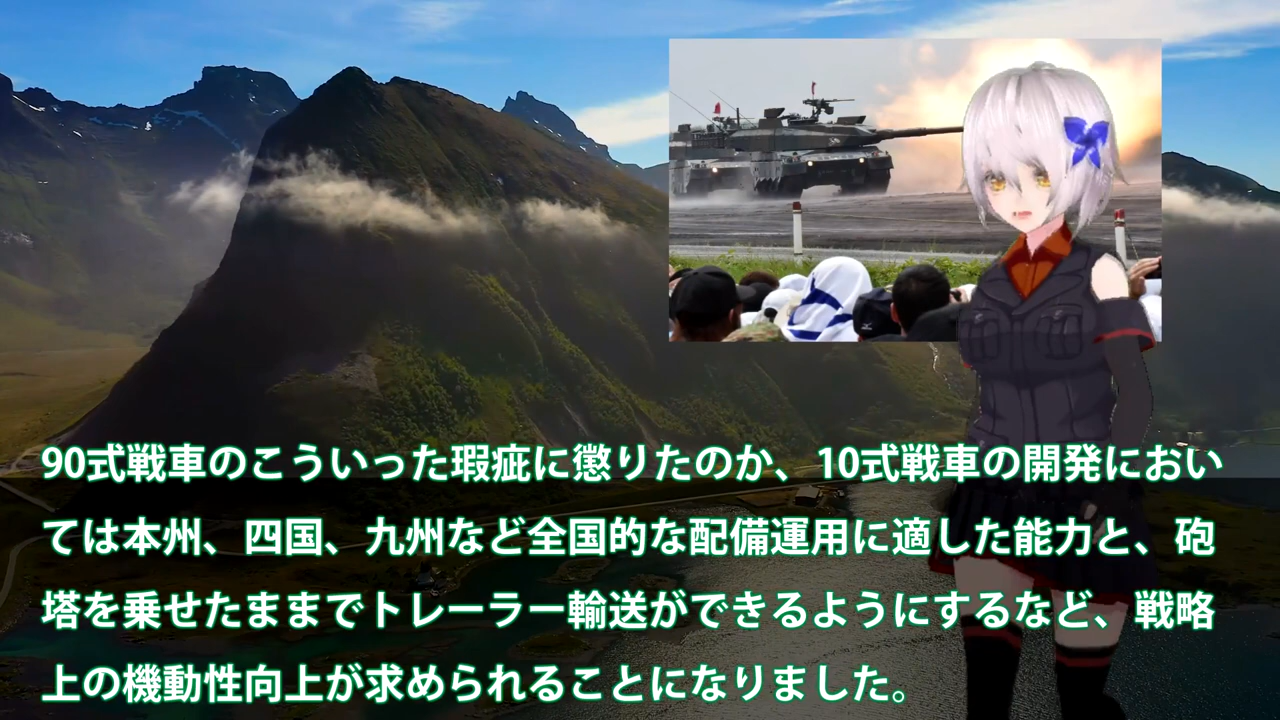 90式戦車のこういった瑕疵に懲りたのか、10式戦車の開発におい
ては本州、四国、九州など全国的な配備運用に適した能力と、砲
塔を乗せたままでトレーラー輸送ができるようにするなど、戦略
上の機動性向上が求められることになりました。